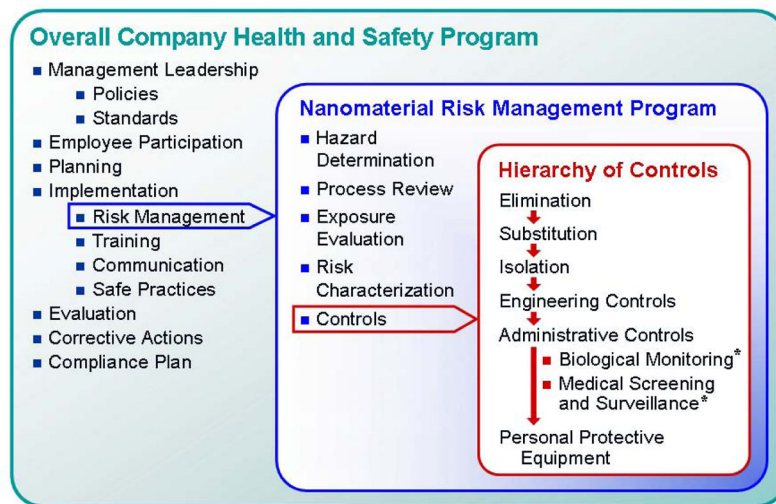 Overall Company Health and Safety Program
Management Leadership
Policies
Standards
Employee Participation
Planning
Implementation
Risk Management
Training
Communication
Safe Practices
Evaluation
Corrective Actions
Compliance Plan
Nanomaterial Risk Management Program
Hazard
Determination
Process Review
Exposure
Evaluation
Risk
Characterization
Controls
Hierarchy of Controls
Elimination
Substitution
Isolation
Engineering Controls
Administrative Controls
Biological Monitoring*
Medical Screening
and Surveillance*
Personal Protective
Equipment